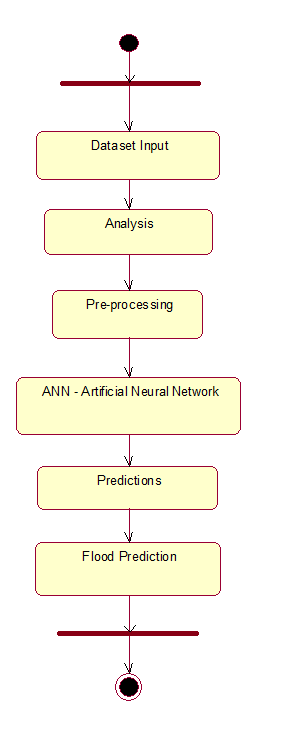 Dataset Input
Analysis
Pre-processing
ANN - Artificial Neural Network
Predictions
Flood Prediction